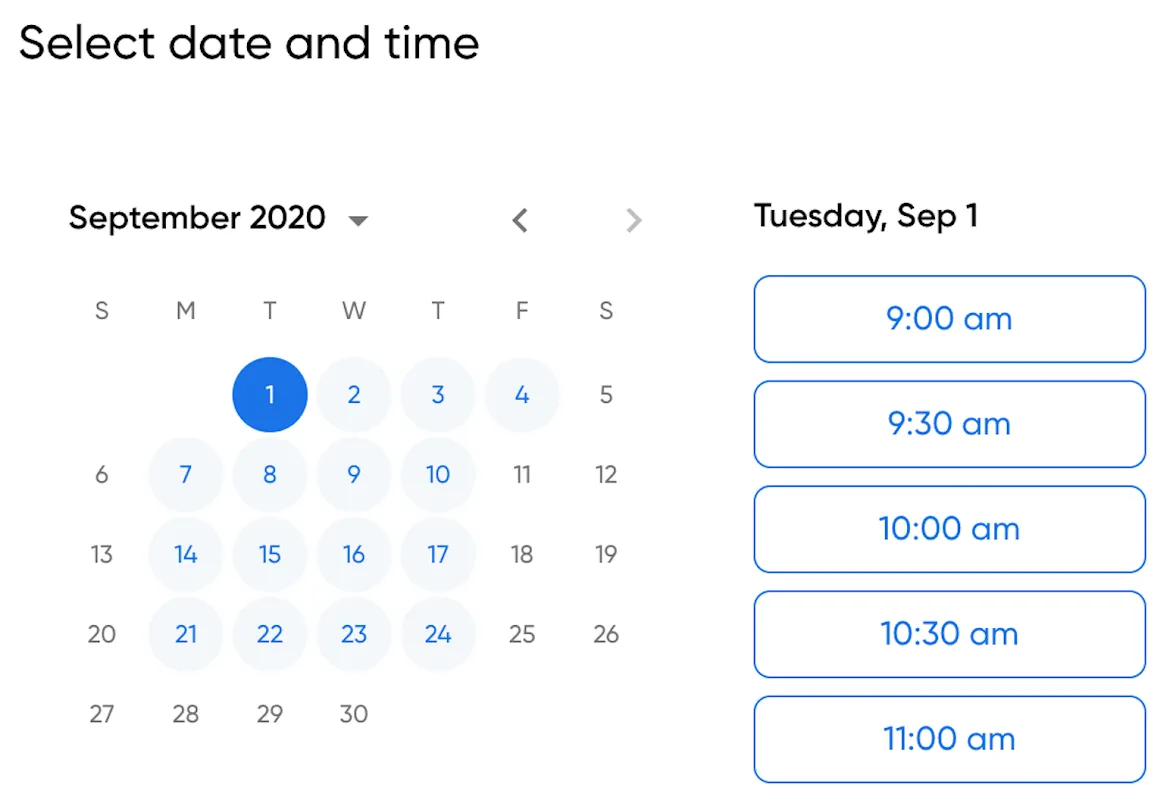 Select date and time
September 2020
S M T W T F S
1 2 3 4 5
6 7 8 9 10 11 12
13 14 15 16 17 18 19
20 21 22 23 24 25 26
27 28 29 30
Tuesday, Sep 1
9:00 am
9:30 am
10:00 am
10:30 am
11:00 am